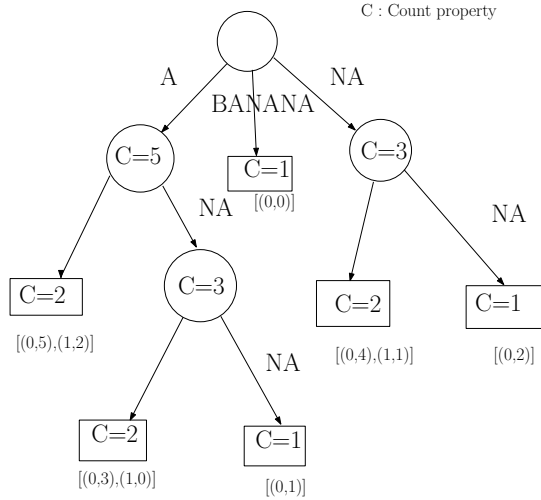 C : Count property
A
NA
BANANA
C=5
C=1
C=3
[(0,0)]
NA
NA
C=2
C=3
C=2
C=1
[(0,5),(1,2)]
[(0,4),(1,1)]
[(0,2)]
NA
C=2
C=1
[(0,3),(1,0)]
[(0,1)]